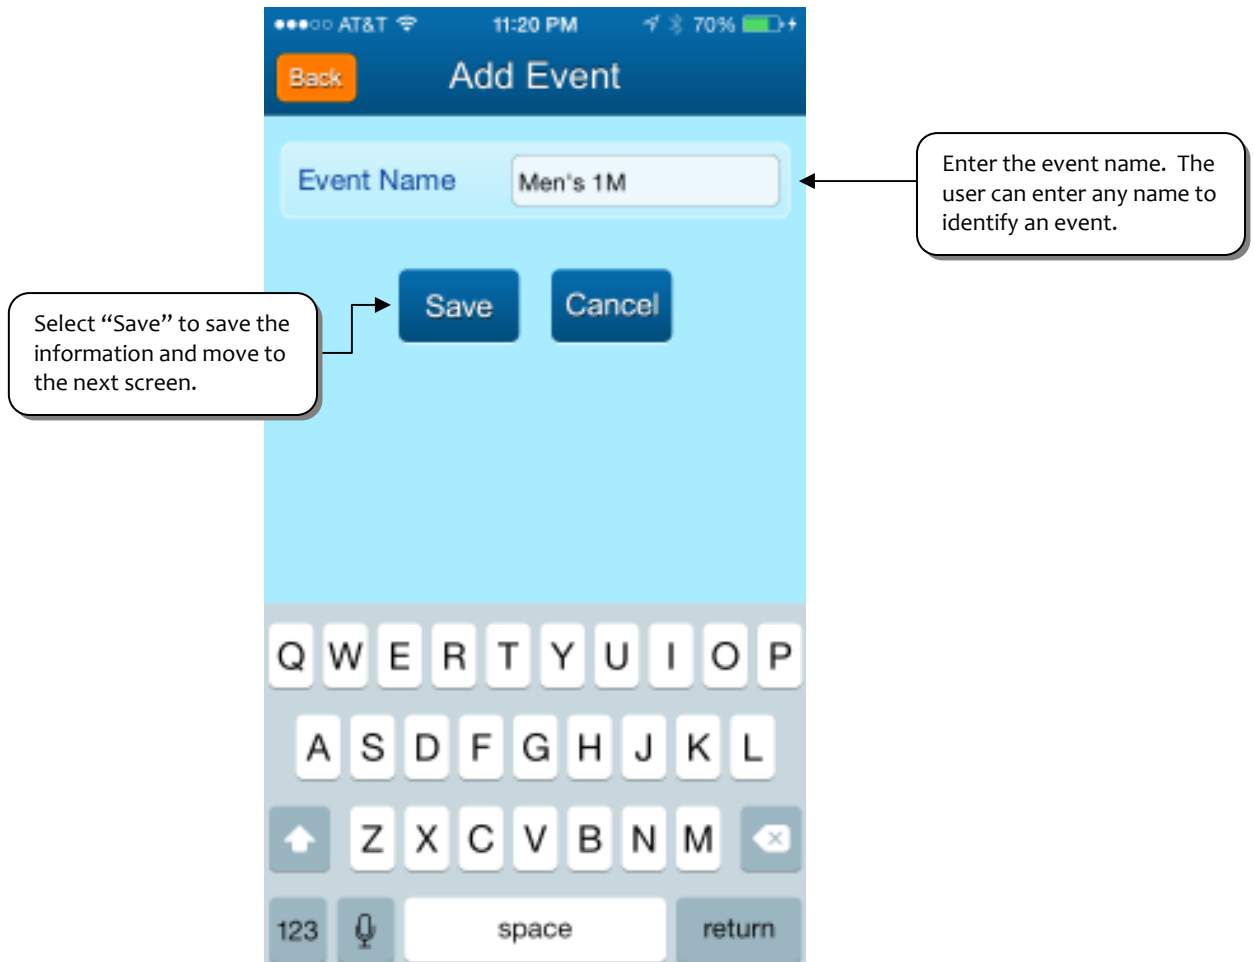 AT&T 11:20 PM 70%
Back Add Event
Event Name Men's 1M
Enter the event name.  The
user can enter any name to
identify an event.
Save Cancel
Select “Save” to save the
information and move to
the next screen.
Q W E R T Y U I O P
A S D F G H J K L
Z X C V B N M
123 space return